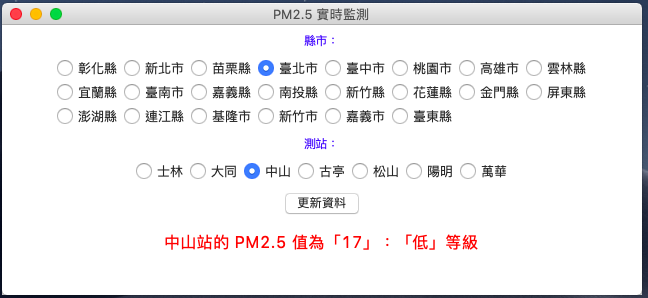 PM2.5 實時監測
縣市：
彰化縣 新北市 苗栗縣 臺北市 臺中市 桃園市 高雄市 雲林縣
宜蘭縣 臺南市 嘉義縣 南投縣 新竹縣 花蓮縣 金門縣 屏東縣
澎湖縣 連江縣 基隆市 新竹市 嘉義市 臺東縣
測站：
士林 大同 中山 古亭 松山 陽明 萬華
更新資料
中山站的 PM2.5 值為「17」：「低」等級